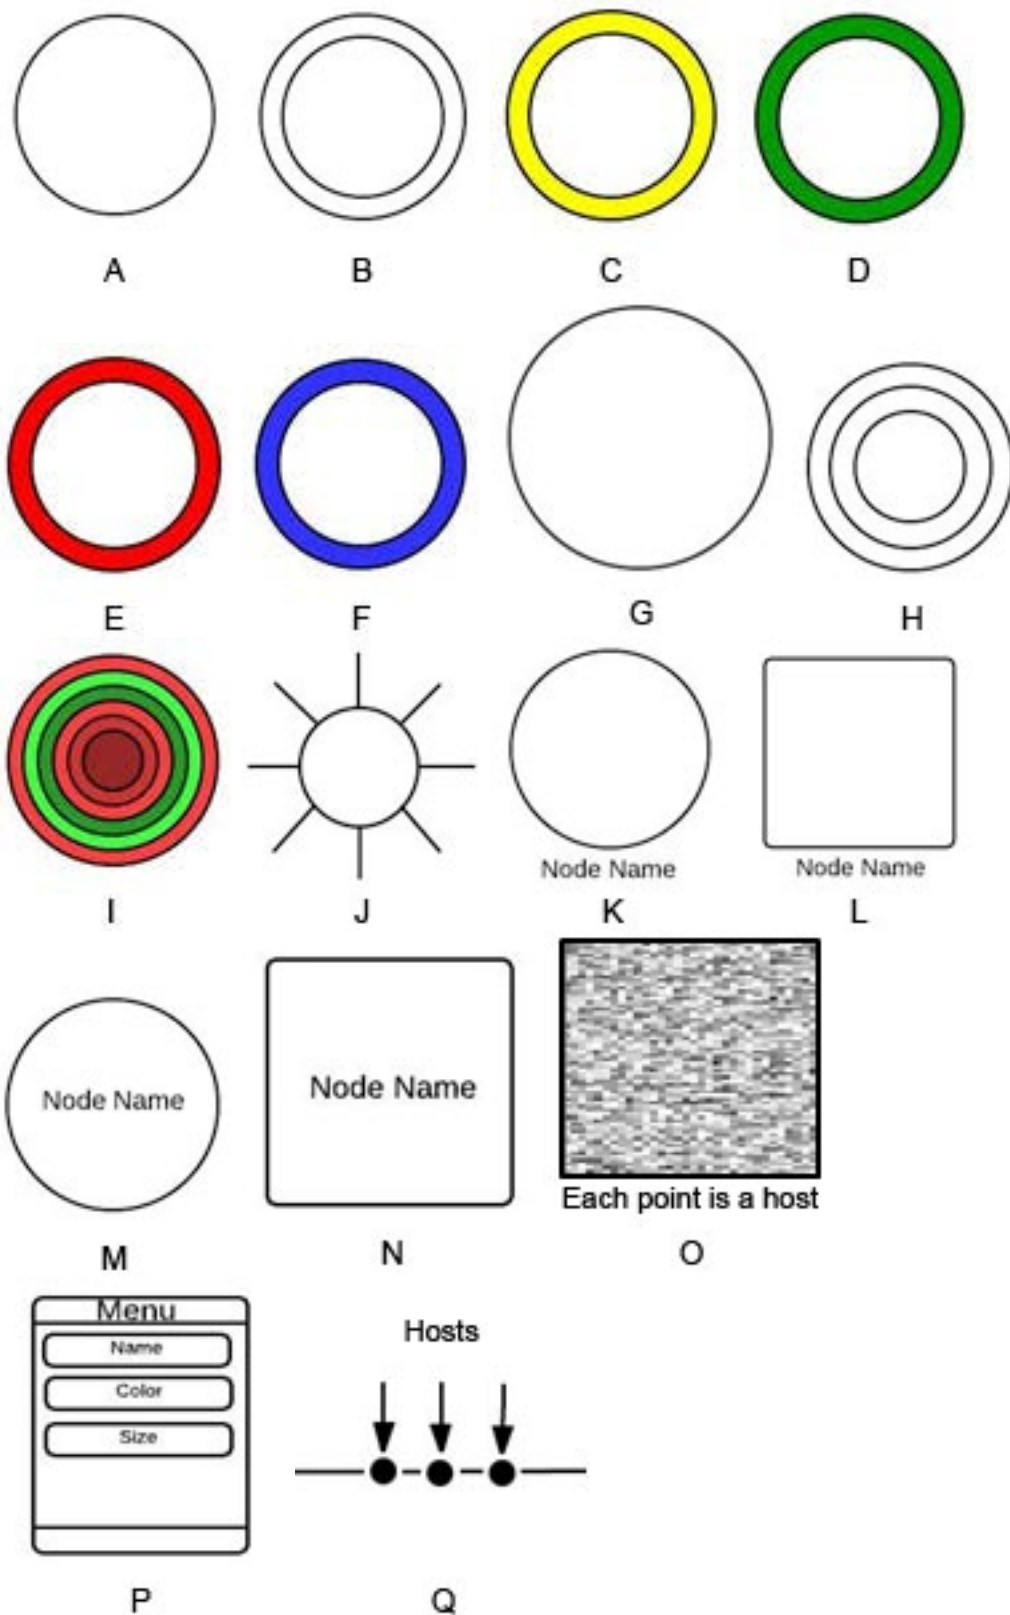 A B C D
E F G H
Node Name Node Name
I J K L
Node Name Node Name
Each point is a host
M N O
Menu
Name
Color
Size
Hosts
P Q